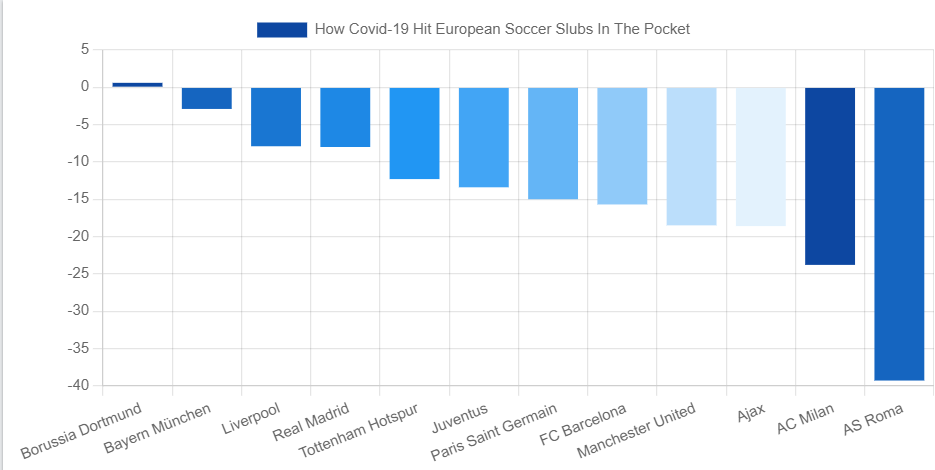 How Covid-19 Hit European Soccer Slubs In The Pocket
5
0
-5
-10
-15
-20
-25
-30
-35
-40
Borussia Dortmund
Bayern München
Liverpool
Real Madrid
Tottenham Hotspur
Juventus
Paris Saint Germain
FC Barcelona
Manchester United
Ajax
AC Milan
AS Roma